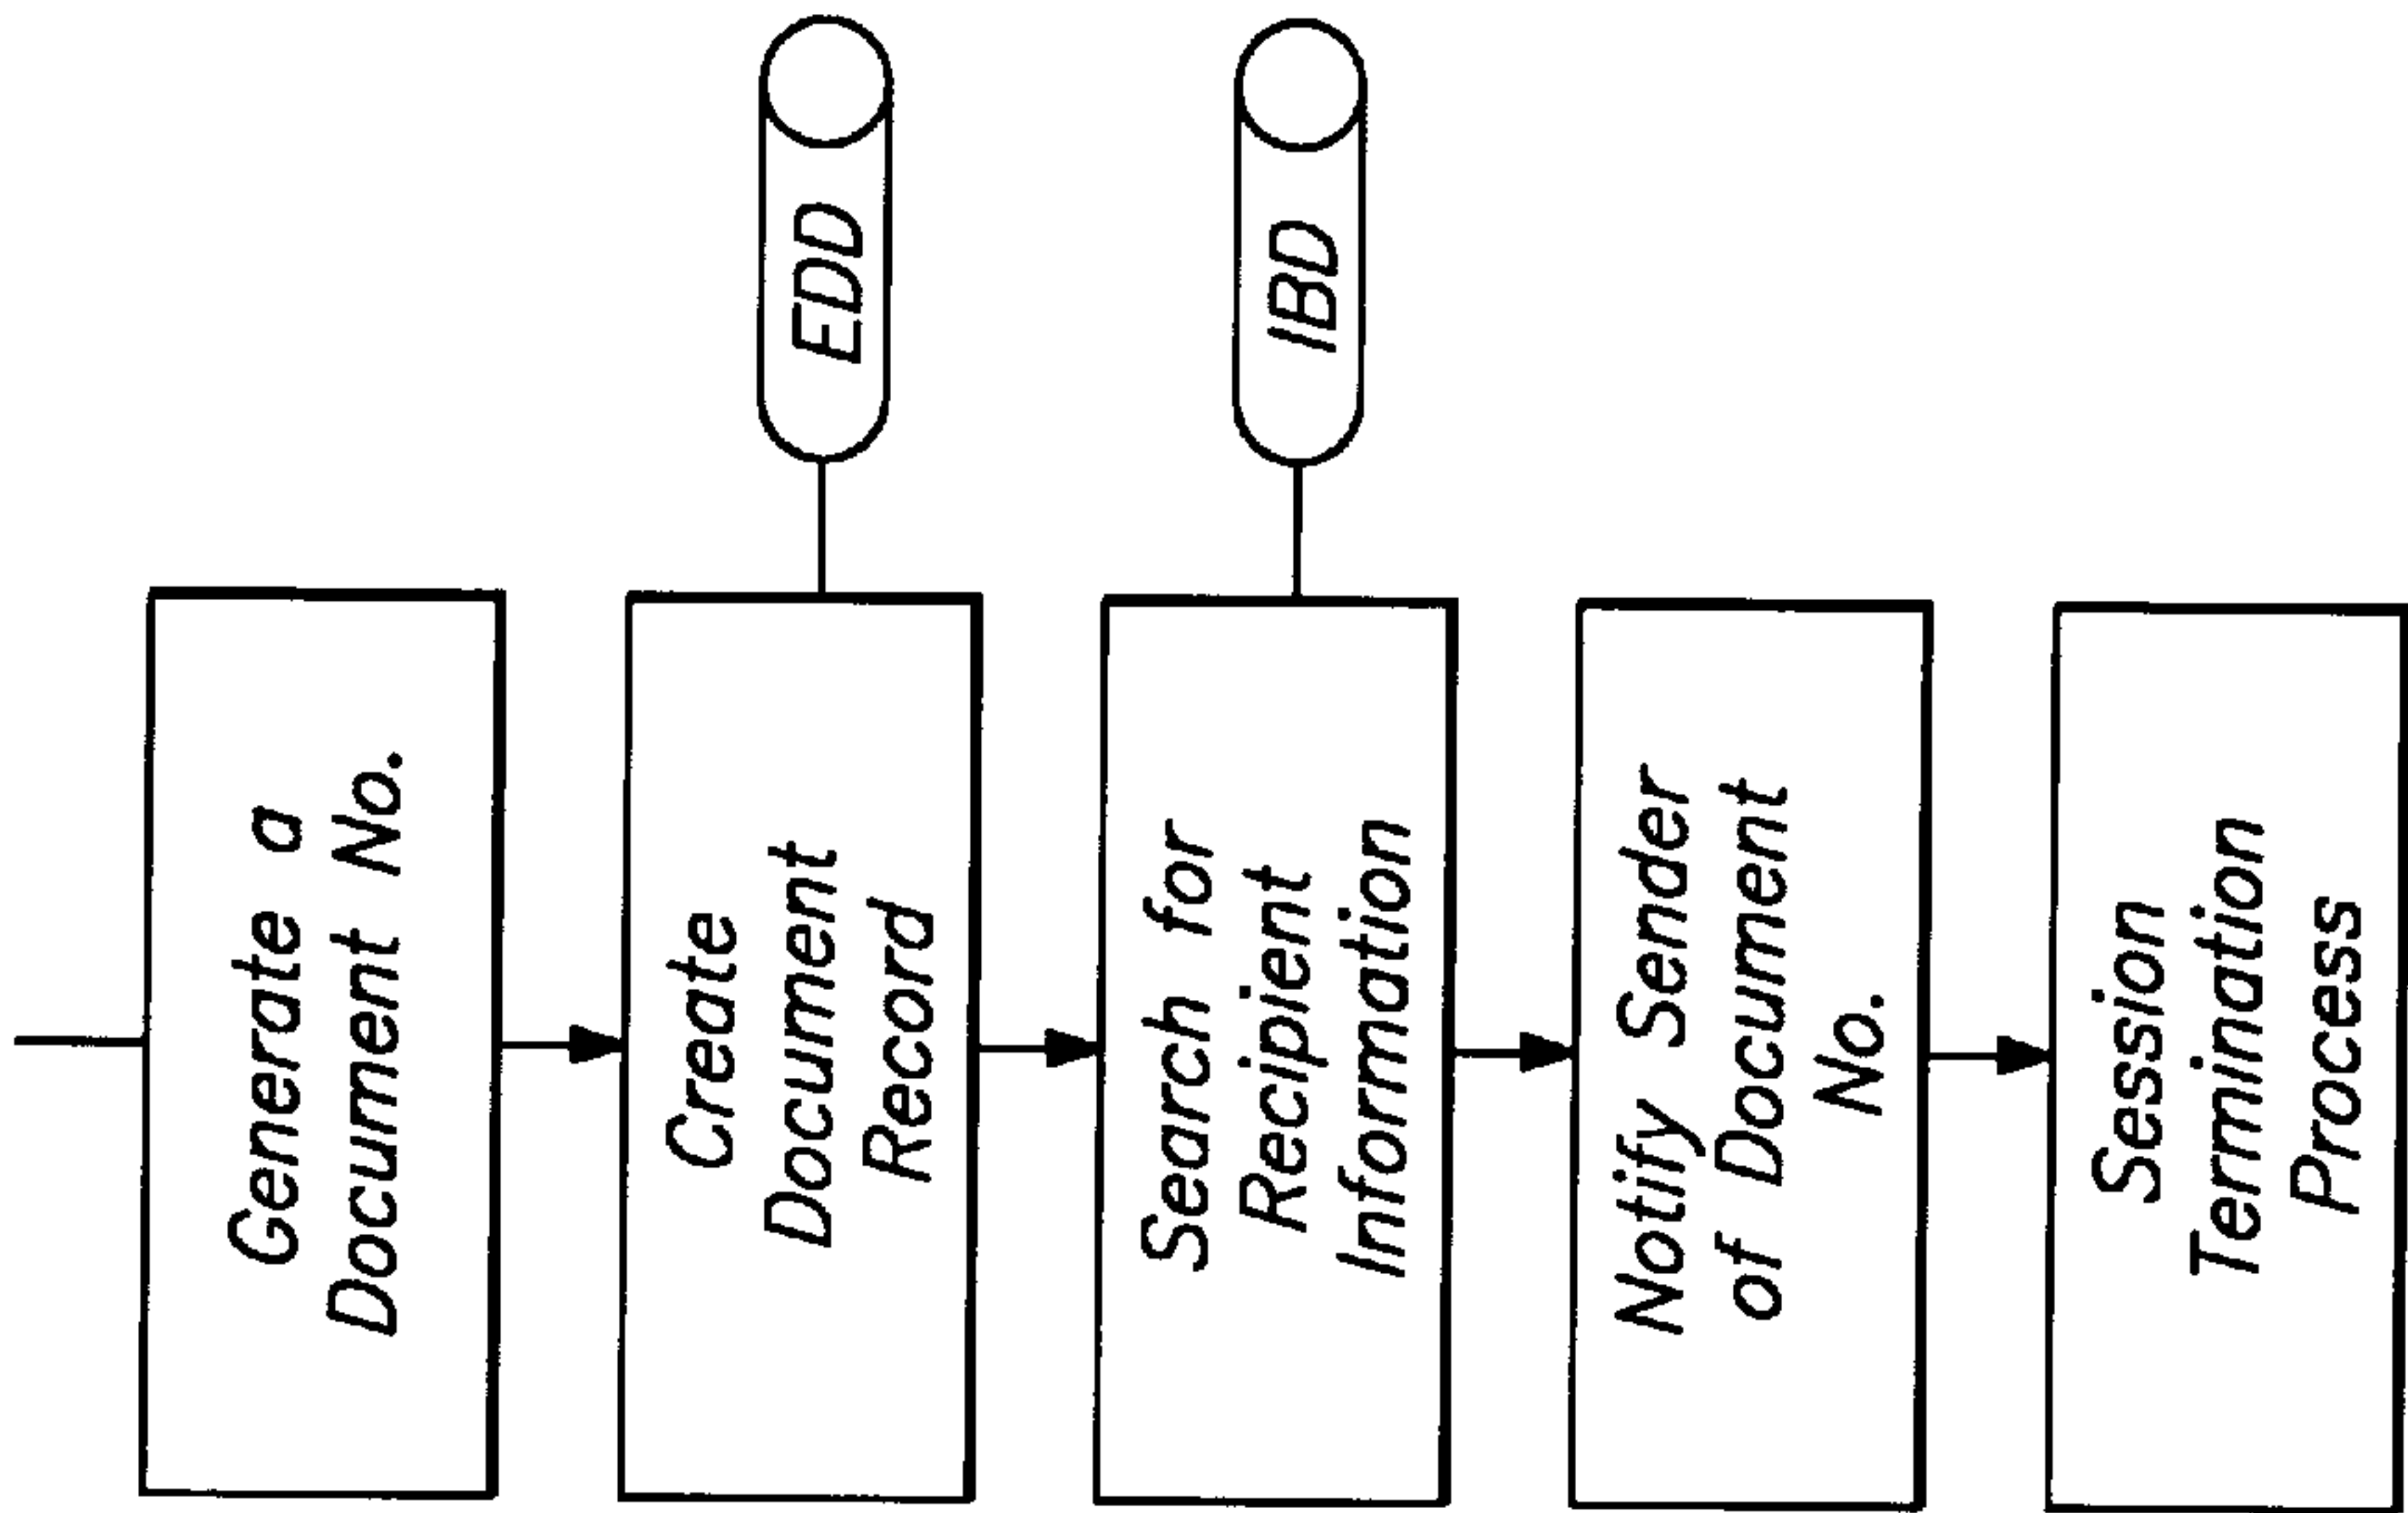 Generate a
Document No.
Create
Document
Record
EDD
Search for
Recipient
Information
IBD
Notify Sender
of Document
No.
Session
Termination
Process